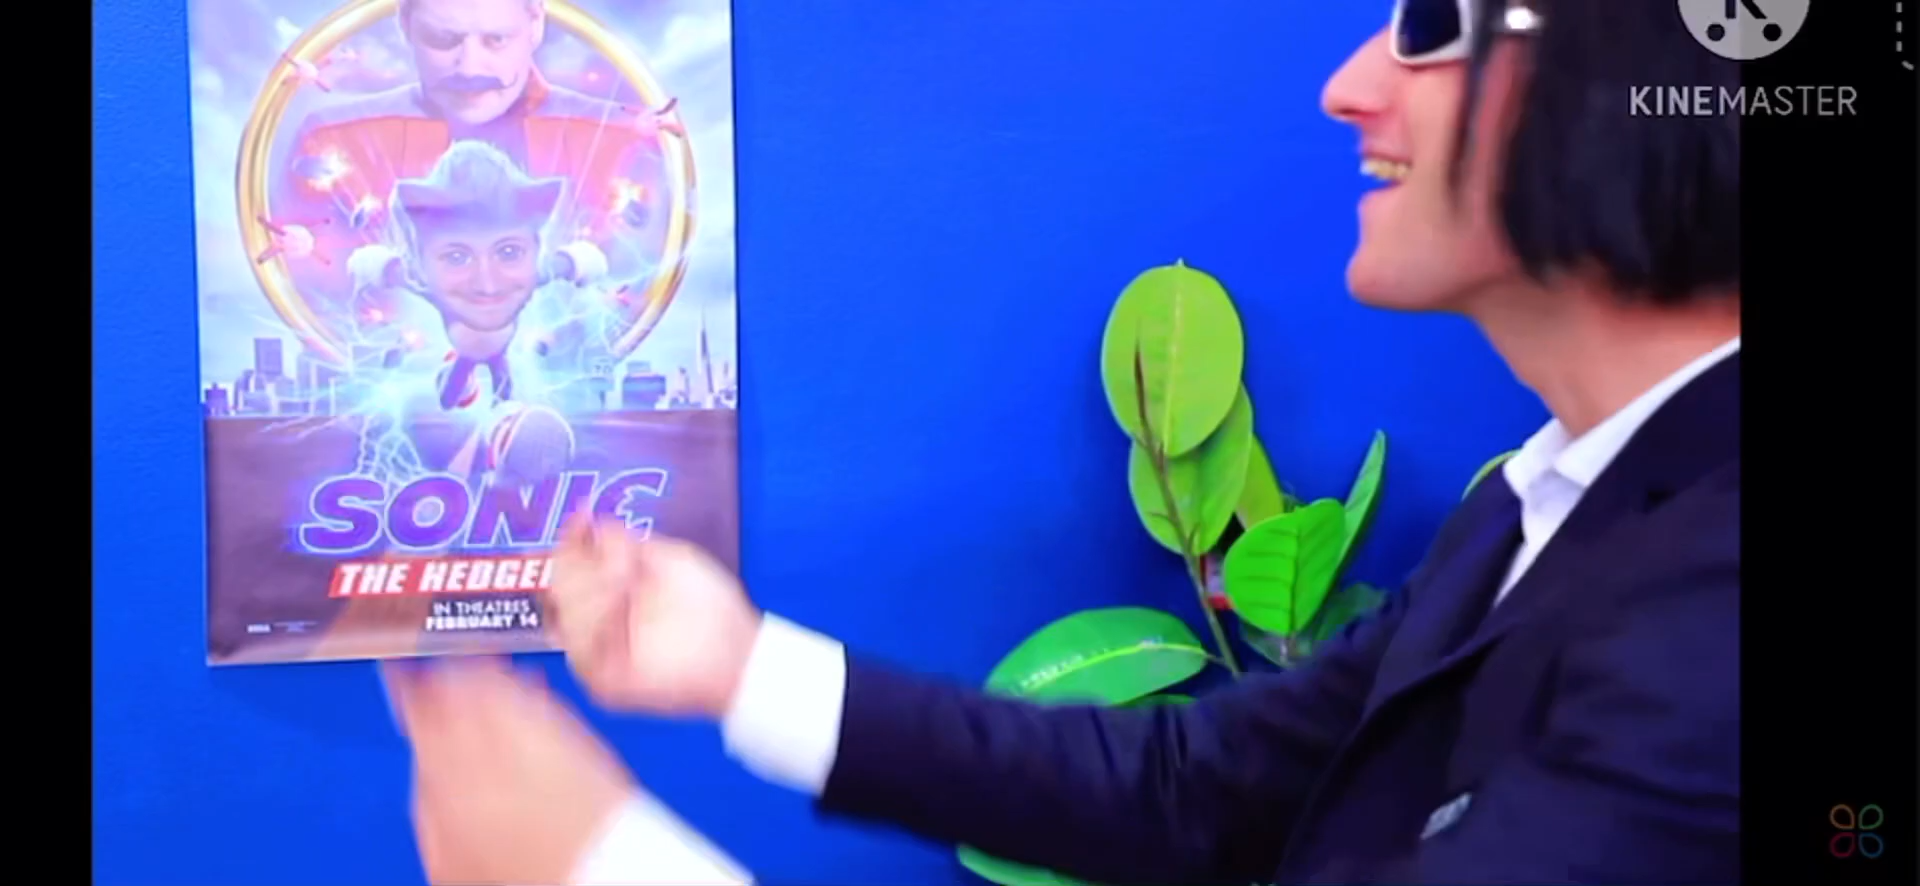 KINEMASTER
SONIC
THE HEDGE
IN THEATRES
FEBRUARY 14